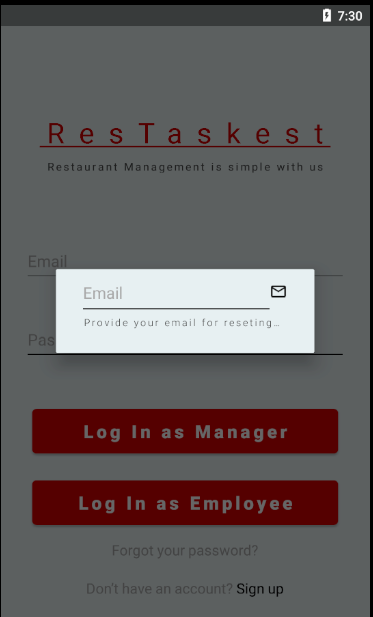 7:30
ResTaskest
Restaurant Management is simple with us
Email
Email
Provide your email for reseting…
Pas
Log In as Manager
Log In as Employee
Forgot your password?
Don't have an account? Sign up